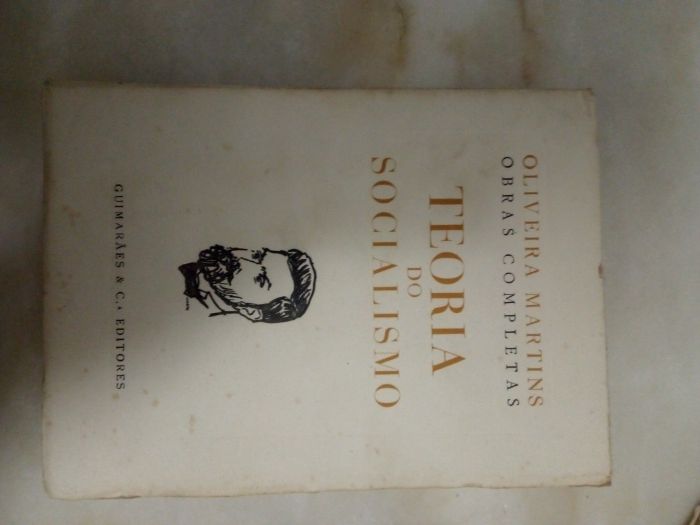 OLIVEIRA MARTINS
OBRAS COMPLETAS
TEORIA
DO
SOCIALISMO
GUIMARÃES & C.ª EDITORES